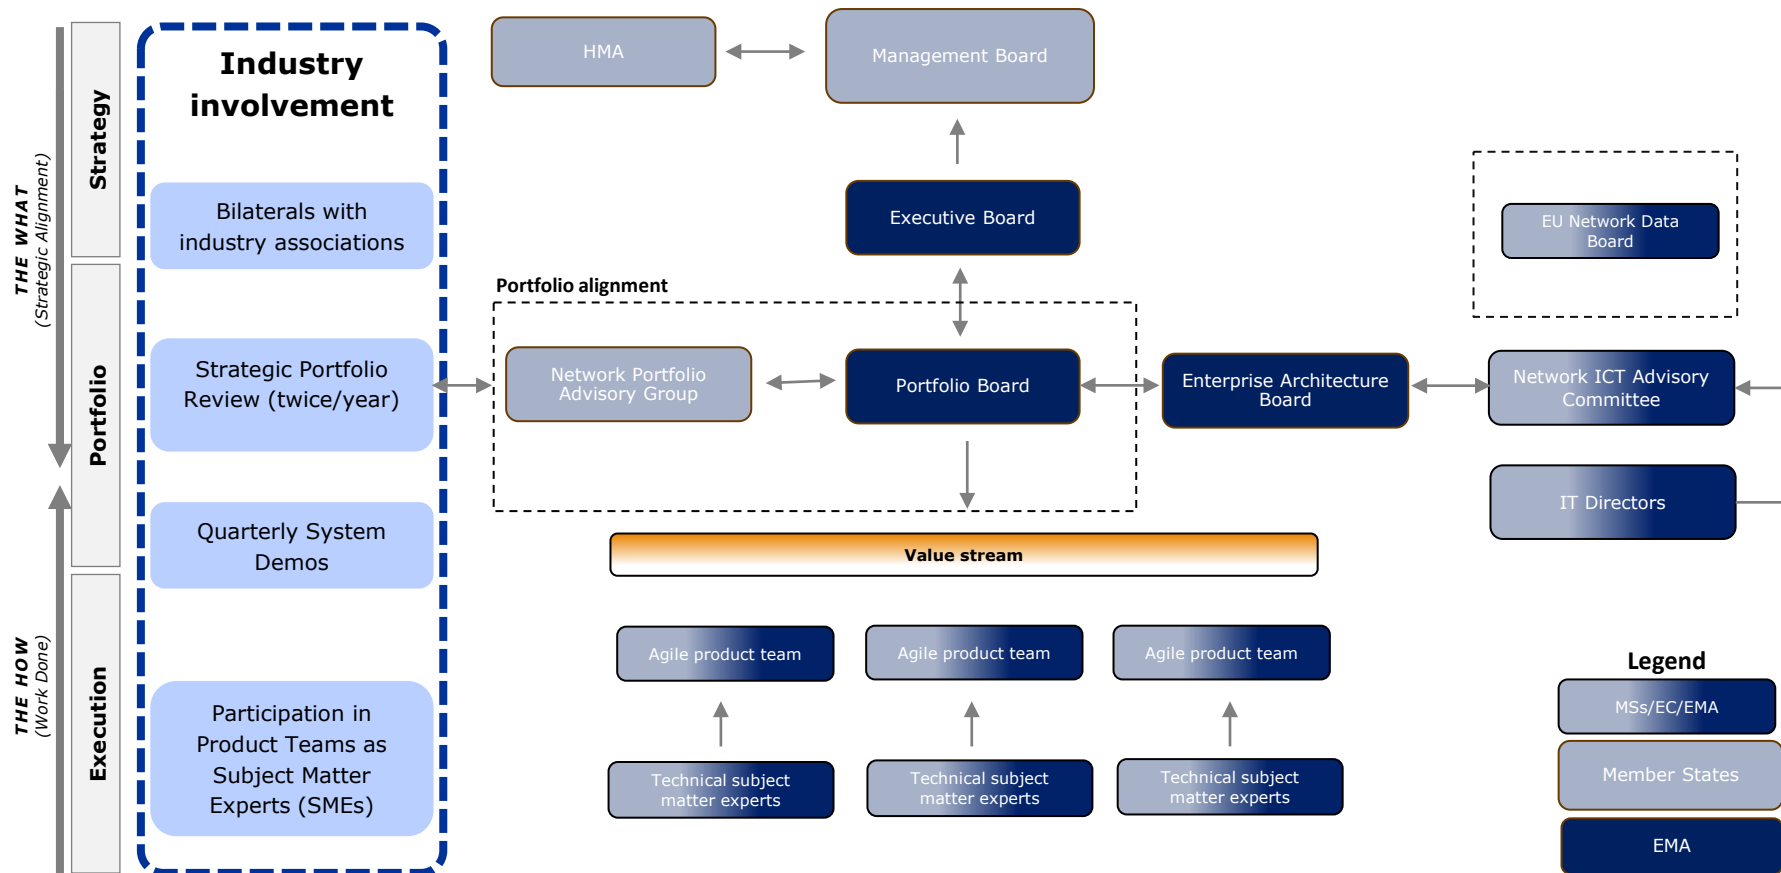 THE WHAT
(Strategic Alignment)
THE HOW
(Work Done)
Strategy
Portfolio
Execution
Industry
involvement
Bilaterals with
industry associations
Strategic Portfolio
Review (twice/year)
Quarterly System
Demos
Participation in
Product Teams as
Subject Matter
Experts (SMEs)
HMA
Management Board
Executive Board
EU Network Data
Board
Portfolio alignment
Network Portfolio
Advisory Group
Portfolio Board
Enterprise Architecture
Board
Network ICT Advisory
Committee
IT Directors
Value stream
Agile product team
Agile product team
Agile product team
Technical subject
matter experts
Technical subject
matter experts
Technical subject
matter experts
Legend
MSs/EC/EMA
Member States
EMA